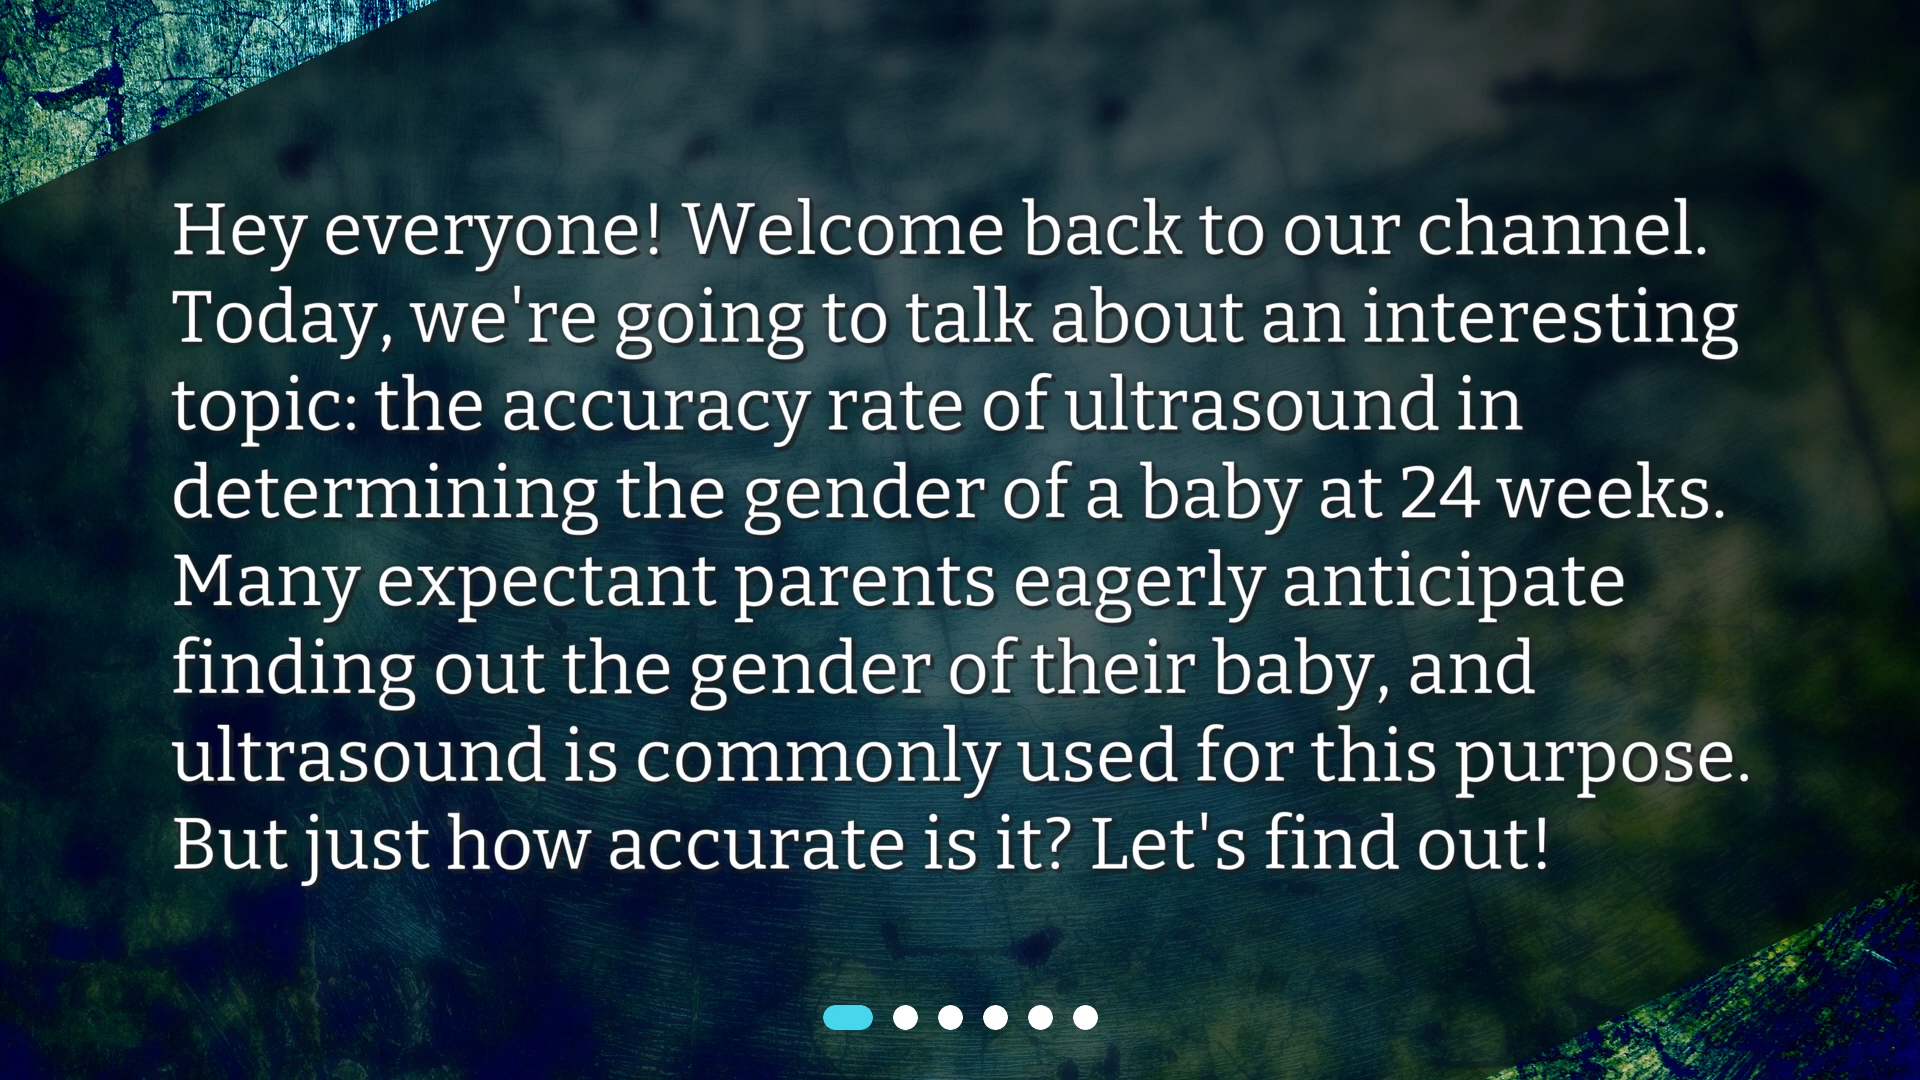 Hey everyone! Welcome back to our channel.
Today, we're going to talk about an interesting
topic: the accuracy rate of ultrasound in
determining the gender of a baby at 24 weeks.
Many expectant parents eagerly anticipate
finding out the gender of their baby, and
ultrasound is commonly used for this purpose.
But just how accurate is it? Let's find out!